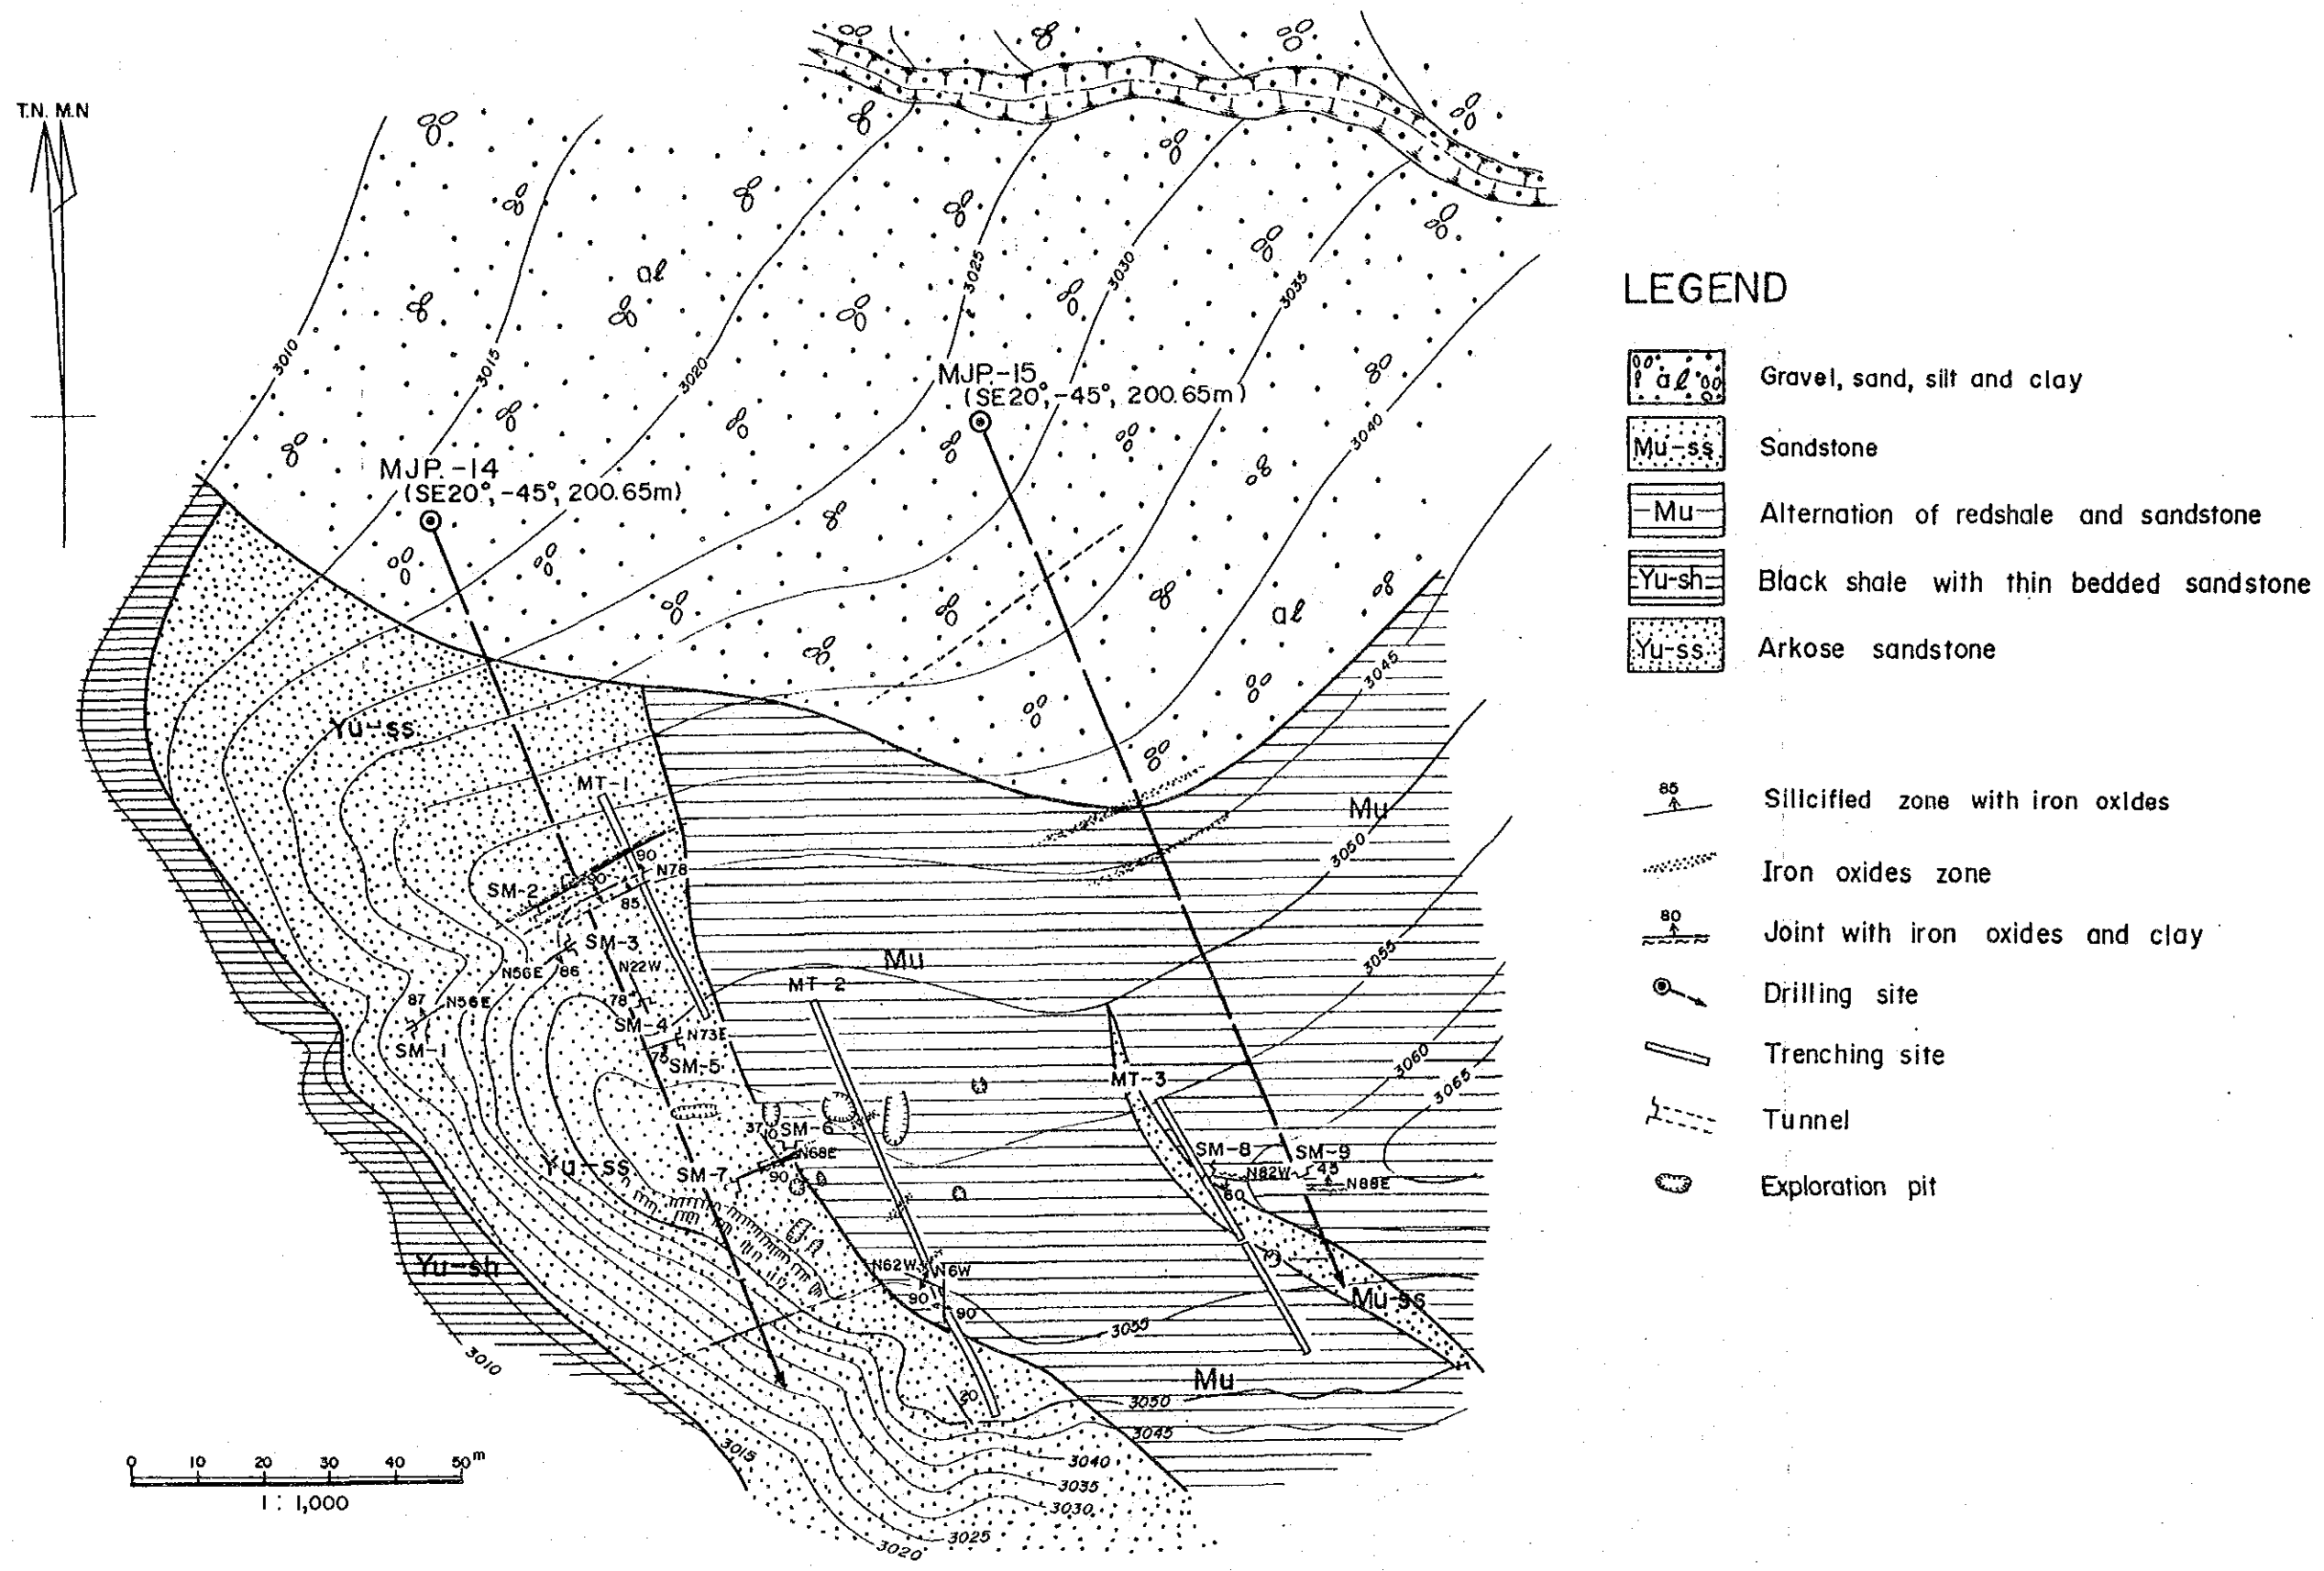 T.N. M.N
3010
3015
3020
3025
3030
3035
3040
al
MJP.-15
(SE20°, -45°, 200.65m)
MJP.-14
(SE20°, -45°, 200.65m)
al
3045
Yu-ss
MT-1
Mu
3050
90
N78
SM-2
90
85
SM-3
Mu
3055
N56E
86
N22W
MT-2
87
N56E
78
SM-4
N73E
SM-1
75
SM-5
3060
MT-3
3065
SM-6
N68E
SM-8
SM-9
45
Yu-ss
SM-7
90
N82W
N88E
60
Yu-sh
N62W
N6W
90
90
Mu-ss
3055
3010
Mu
20
3050
3015
3045
3040
3035
3030
3025
3020
0 10 20 30 40 50m
1 : 1,000
LEGEND
al Gravel, sand, silt and clay
Mu-ss Sandstone
Mu Alternation of redshale and sandstone
Yu-sh Black shale with thin bedded sandstone
Yu-ss Arkose sandstone
85 Silicified zone with iron oxides
Iron oxides zone
80 Joint with iron oxides and clay
Drilling site
Trenching site
Tunnel
Exploration pit